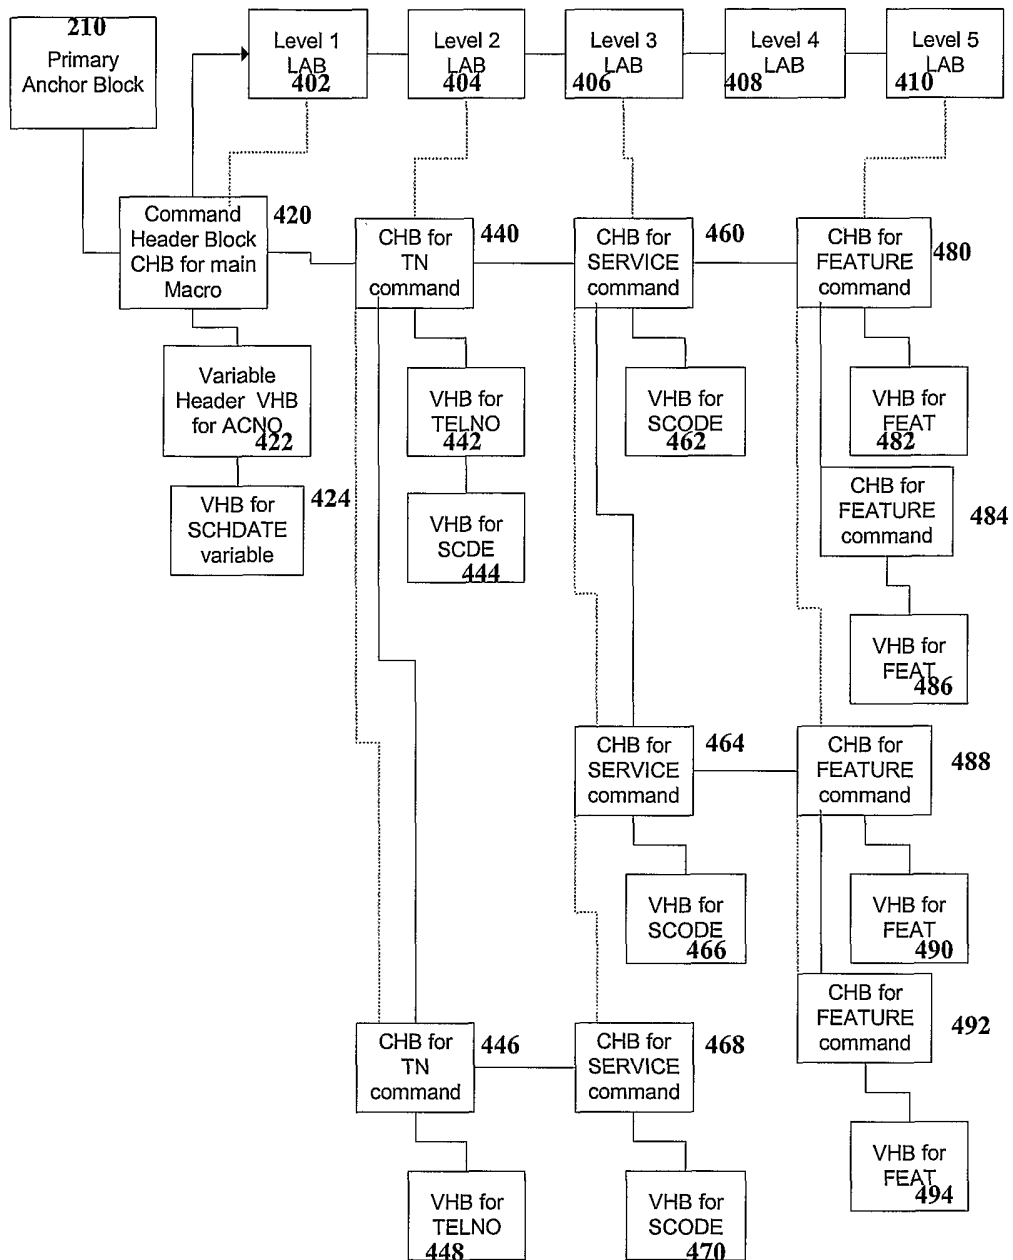 210
Primary
Anchor Block
Level 1
LAB
402
Level 2
LAB
404
Level 3
LAB
406
Level 4
LAB
408
Level 5
LAB
410
Command
Header Block
CHB for main
Macro
420
CHB for
TN
command
440
CHB for
SERVICE
command
460
CHB for
FEATURE
command
480
Variable
Header VHB
for ACNO
422
VHB for
TELNO
442
VHB for
SCODE
462
VHB for
FEAT
482
VHB for
SCHDATE
variable
424
VHB for
SCDE
444
CHB for
FEATURE
command
484
VHB for
FEAT
486
CHB for
SERVICE
command
464
CHB for
FEATURE
command
488
VHB for
SCODE
466
VHB for
FEAT
490
CHB for
FEATURE
command
492
CHB for
TN
command
446
CHB for
SERVICE
command
468
VHB for
FEAT
494
VHB for
TELNO
448
VHB for
SCODE
470